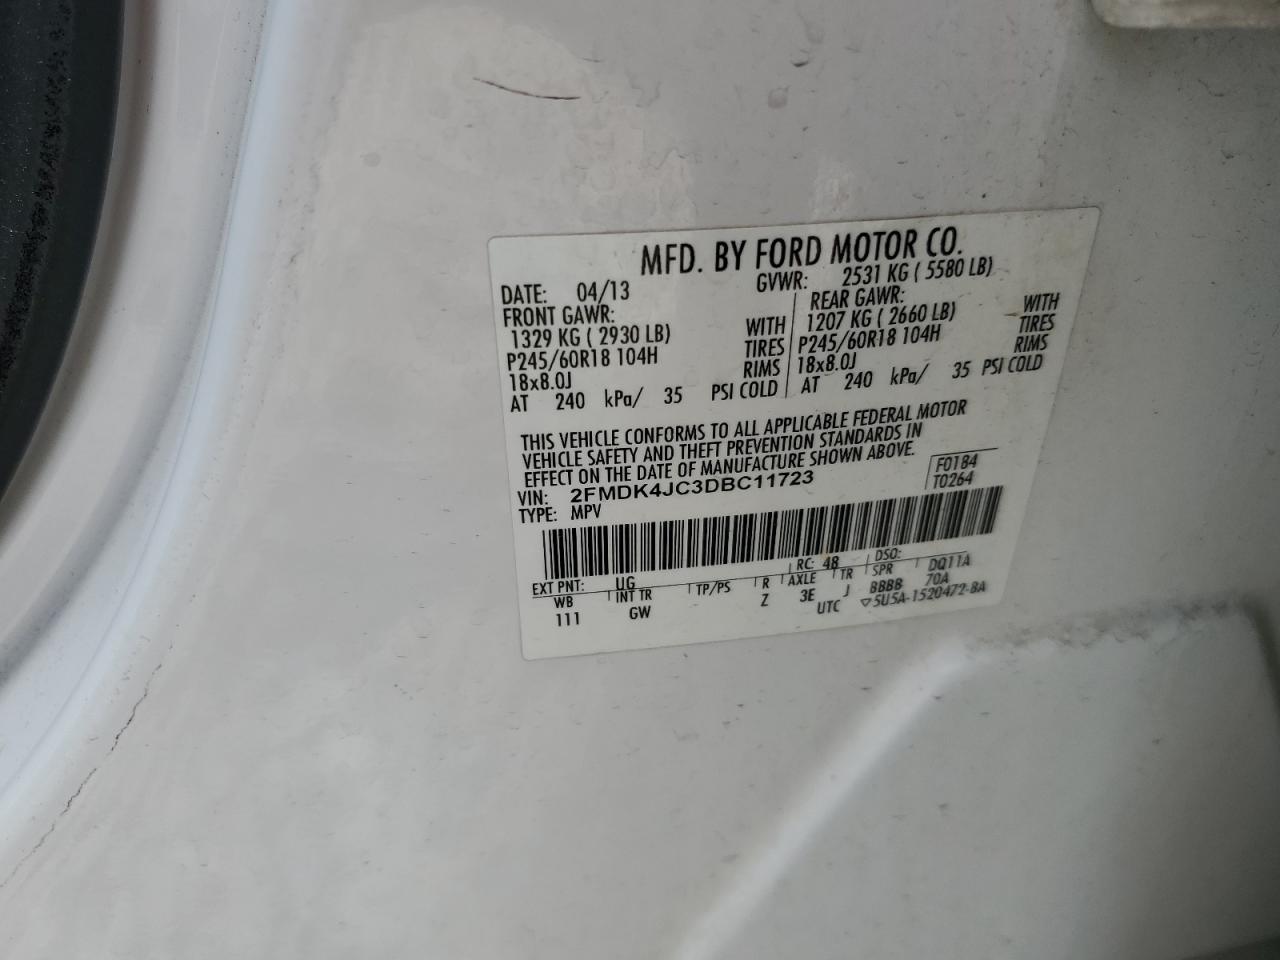 MFD. BY FORD MOTOR CO.
DATE: 04/13 GVWR: 2531 KG ( 5580 LB)
FRONT GAWR: REAR GAWR:
1329 KG ( 2930 LB) WITH 1207 KG ( 2660 LB) WITH
P245/60R18 104H TIRES P245/60R18 104H TIRES
18x8.0J RIMS 18x8.0J RIMS
AT 240 kPa/ 35 PSI COLD AT 240 kPa/ 35 PSI COLD
THIS VEHICLE CONFORMS TO ALL APPLICABLE FEDERAL MOTOR
VEHICLE SAFETY AND THEFT PREVENTION STANDARDS IN
EFFECT ON THE DATE OF MANUFACTURE SHOWN ABOVE.
F0184
T0264
VIN: 2FMDK4JC3DBC11723
TYPE: MPV
EXT PNT: UG RC: 48 DSO:
WB INT TR TP/PS R AXLE TR SPR DQ11A
111 GW Z 3E J BBBB 70A
UTC ▽5U5A-1520472-BA